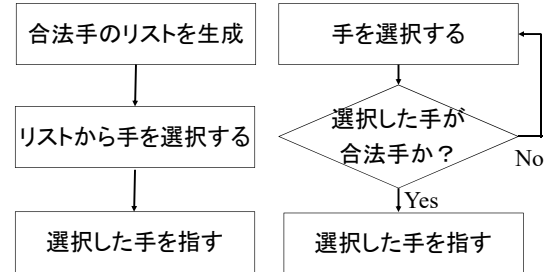 合法手のリストを生成
リストから手を選択する
選択した手を指す
手を選択する
選択した手が
合法手か？
No
Yes
選択した手を指す